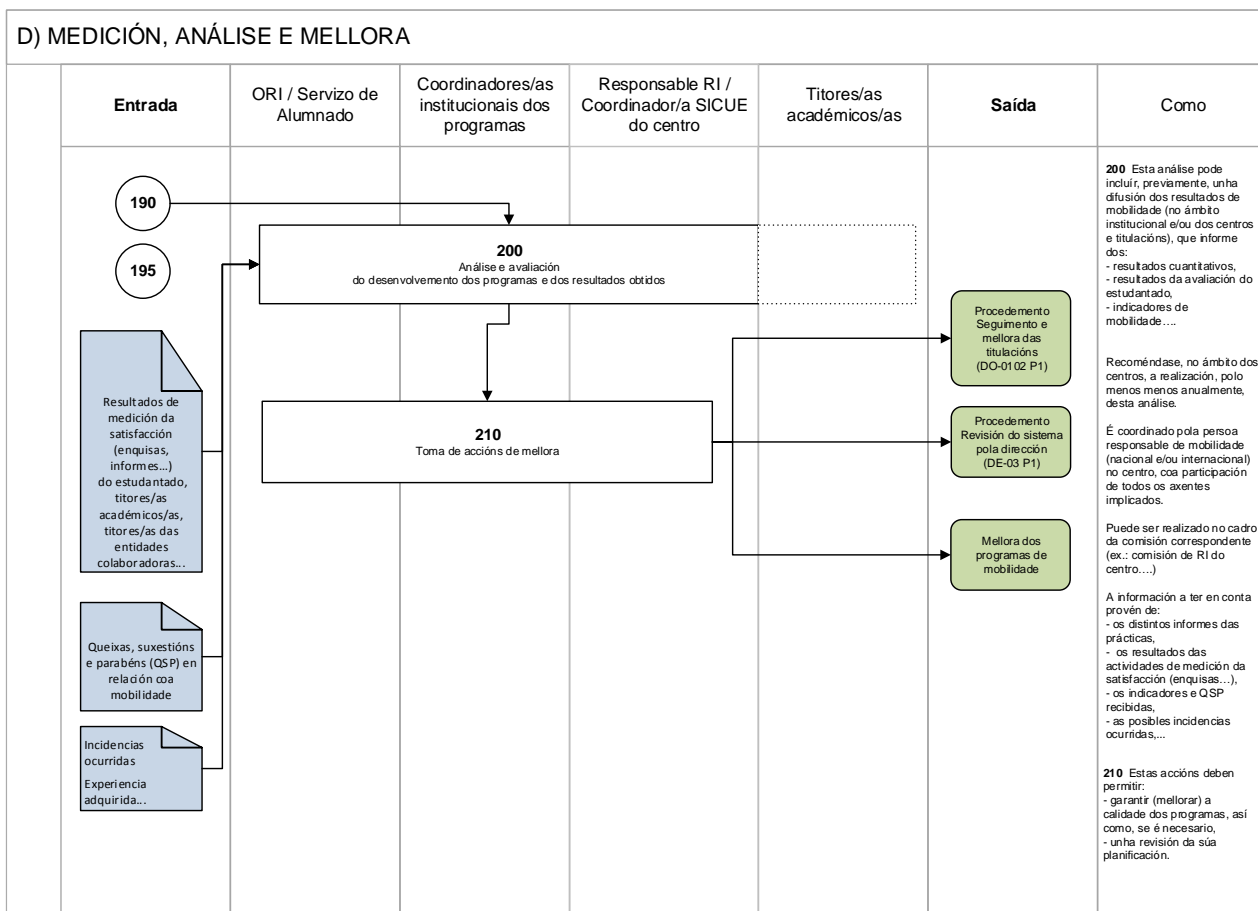 D) MEDICIÓN, ANÁLISE E MELLORA
Entrada
ORI / Servizo de
Alumnado
Coordinadores/as
institucionais dos
programas
Responsable RI /
Coordinador/a SICUE
do centro
Titores/as
académicos/as
Saída
Como
190
195
200
Análise e avaliación
do desenvolvemento dos programas e dos resultados obtidos
Resultados de
medición da
satisfacción
(enquisas,
informes...)
do estudantado,
titores/as
académicos/as,
titores/as das
entidades
colaboradoras...
210
Toma de accións de mellora
Queixas, suxestións
e parabéns (QSP) en
relación coa
mobilidade
Incidencias
ocurridas
Experiencia
adquirida...
Procedemento
Seguimento e
mellora das
titulacións
(DO-0102 P1)
Procedemento
Revisión do sistema
pola dirección
(DE-03 P1)
Mellora dos
programas de
mobilidade
200 Esta análise pode
incluír, previamente, unha
difusión dos resultados de
mobilidade (no ámbito
institucional e/ou dos centros
e titulacións), que informe
dos:
- resultados cuantitativos,
- resultados da avaliación do
estudantado,
- indicadores de
mobilidade....
Recoméndase, no ámbito dos
centros, a realización, polo
menos menos anualmente,
desta análise.
É coordinado pola persoa
responsable de mobilidade
(nacional e/ou internacional)
no centro, coa participación
de todos os axentes
implicados.
Puede ser realizado no cadro
da comisión correspondente
(ex.: comisión de RI do
centro....)
A información a ter en conta
provén de:
- os distintos informes das
prácticas,
- os resultados das
actividades de medición da
satisfacción (enquisas...),
- os indicadores e QSP
recibidas,
- as posibles incidencias
ocurridas,...
210 Estas accións deben
permitir:
- garantir (mellorar) a
calidade dos programas, así
como, se é necesario,
- unha revisión da súa
planificación.